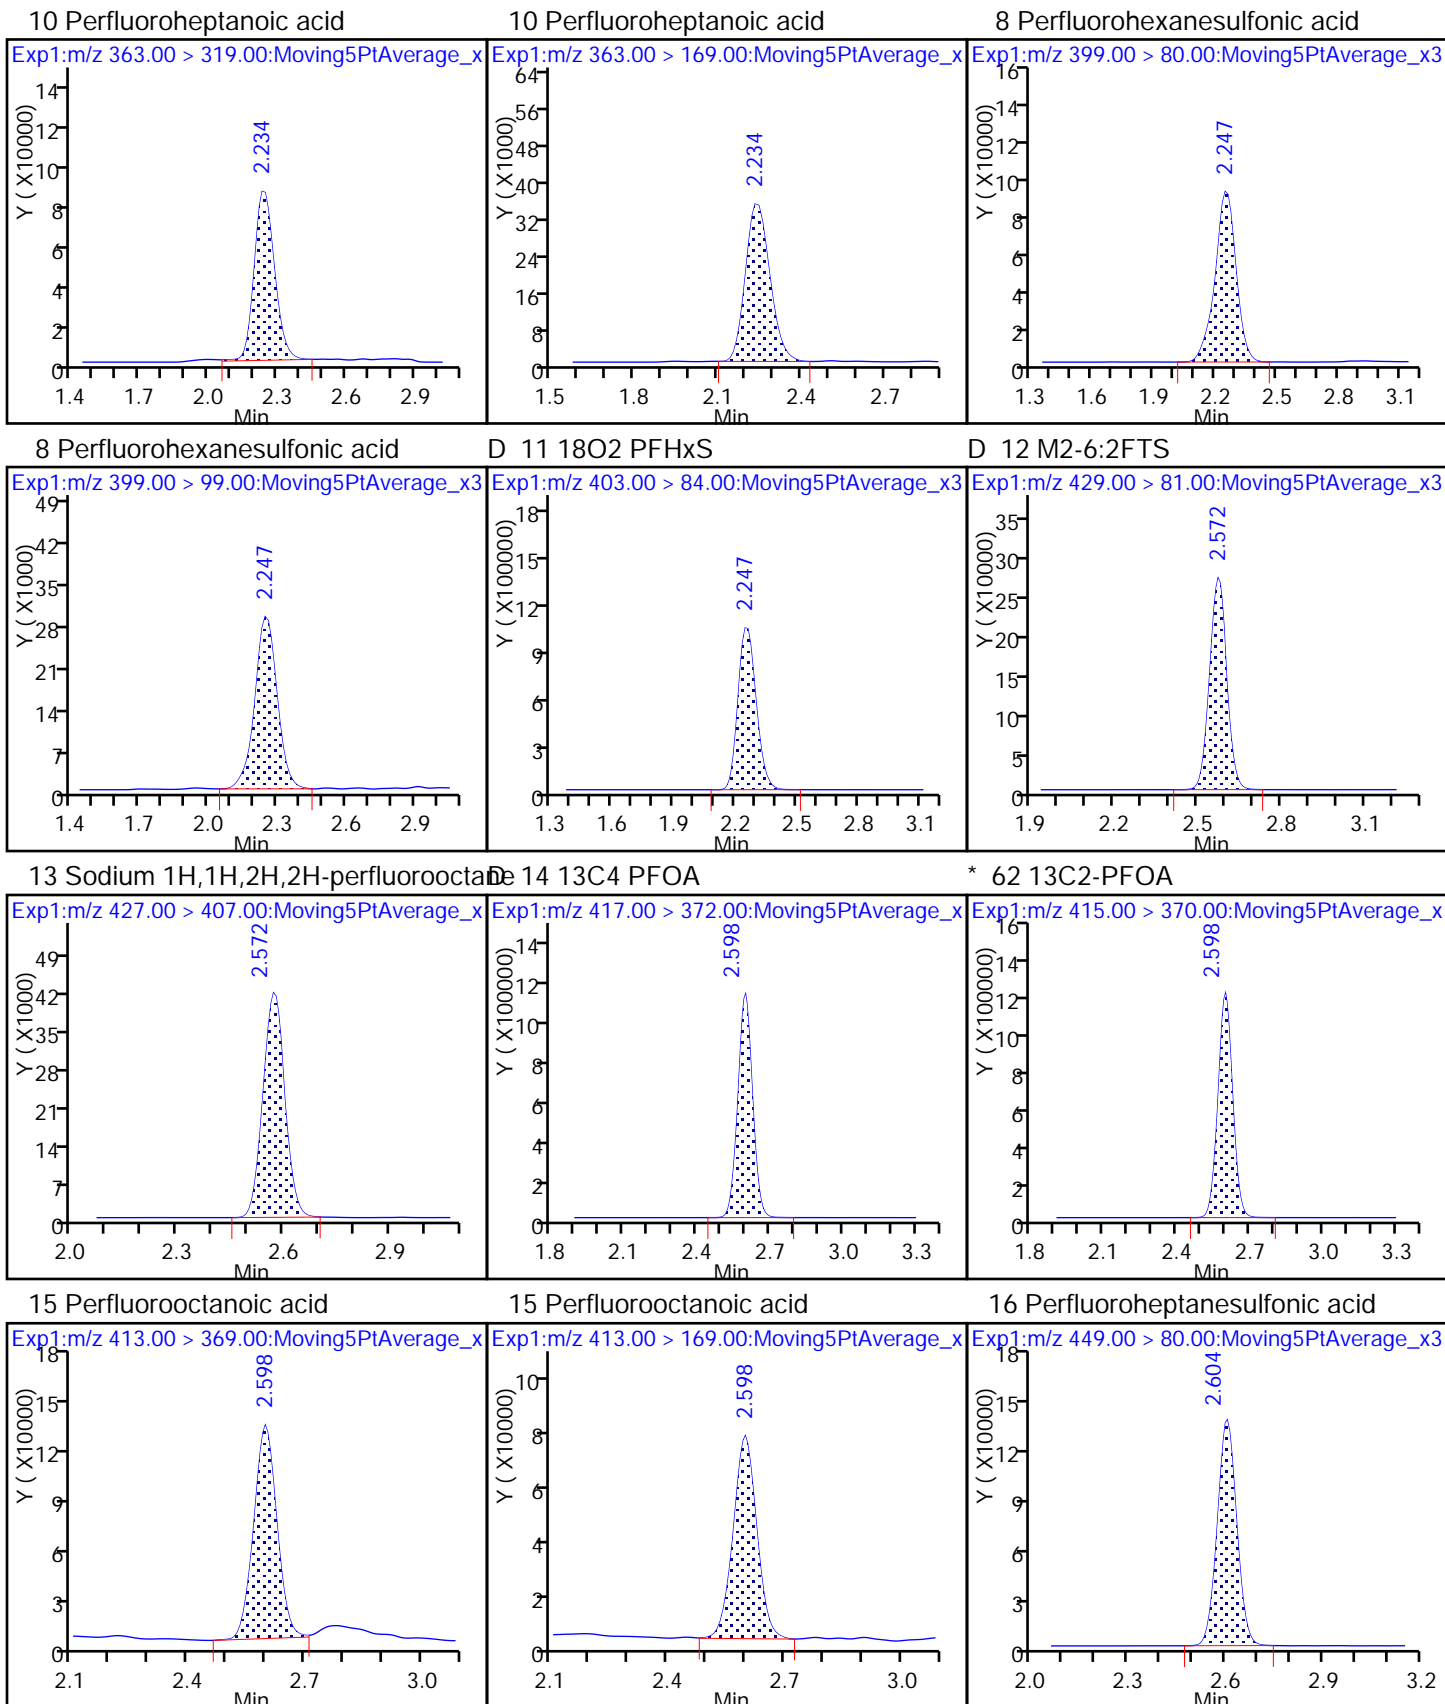 10 Perfluoroheptanoic acid
Exp1:m/z 363.00 > 319.00:Moving5PtAverage_x
2.234
Y ( X10000)
14
12
10
8
6
4
2
0
1.4 1.7 2.0 2.3 2.6 2.9
Min
10 Perfluoroheptanoic acid
Exp1:m/z 363.00 > 169.00:Moving5PtAverage_x
2.234
Y ( X1000)
64
56
48
40
32
24
16
8
0
1.5 1.8 2.1 2.4 2.7
Min
8 Perfluorohexanesulfonic acid
Exp1:m/z 399.00 > 80.00:Moving5PtAverage_x3
2.247
Y ( X10000)
16
14
12
10
8
6
4
2
0
1.3 1.6 1.9 2.2 2.5 2.8 3.1
Min
8 Perfluorohexanesulfonic acid
Exp1:m/z 399.00 > 99.00:Moving5PtAverage_x3
2.247
Y ( X1000)
49
42
35
28
21
14
7
0
1.4 1.7 2.0 2.3 2.6 2.9
Min
D 11 18O2 PFHxS
Exp1:m/z 403.00 > 84.00:Moving5PtAverage_x3
2.247
Y ( X100000)
18
15
12
9
6
3
0
1.3 1.6 1.9 2.2 2.5 2.8 3.1
Min
D 12 M2-6:2FTS
Exp1:m/z 429.00 > 81.00:Moving5PtAverage_x3
2.572
Y ( X10000)
35
30
25
20
15
10
5
0
1.9 2.2 2.5 2.8 3.1
Min
13 Sodium 1H,1H,2H,2H-perfluorooctane
Exp1:m/z 427.00 > 407.00:Moving5PtAverage_x
2.572
Y ( X1000)
49
42
35
28
21
14
7
0
2.0 2.3 2.6 2.9
Min
D 14 13C4 PFOA
Exp1:m/z 417.00 > 372.00:Moving5PtAverage_x
2.598
Y ( X100000)
14
12
10
8
6
4
2
0
1.8 2.1 2.4 2.7 3.0 3.3
Min
* 62 13C2-PFOA
Exp1:m/z 415.00 > 370.00:Moving5PtAverage_x
2.598
Y ( X100000)
16
14
12
10
8
6
4
2
0
1.8 2.1 2.4 2.7 3.0 3.3
Min
15 Perfluorooctanoic acid
Exp1:m/z 413.00 > 369.00:Moving5PtAverage_x
2.598
Y ( X10000)
18
15
12
9
6
3
0
2.1 2.4 2.7 3.0
Min
15 Perfluorooctanoic acid
Exp1:m/z 413.00 > 169.00:Moving5PtAverage_x
2.598
Y ( X10000)
10
8
6
4
2
0
2.1 2.4 2.7 3.0
Min
16 Perfluoroheptanesulfonic acid
Exp1:m/z 449.00 > 80.00:Moving5PtAverage_x3
2.604
Y ( X10000)
18
15
12
9
6
3
0
2.0 2.3 2.6 2.9 3.2
Min